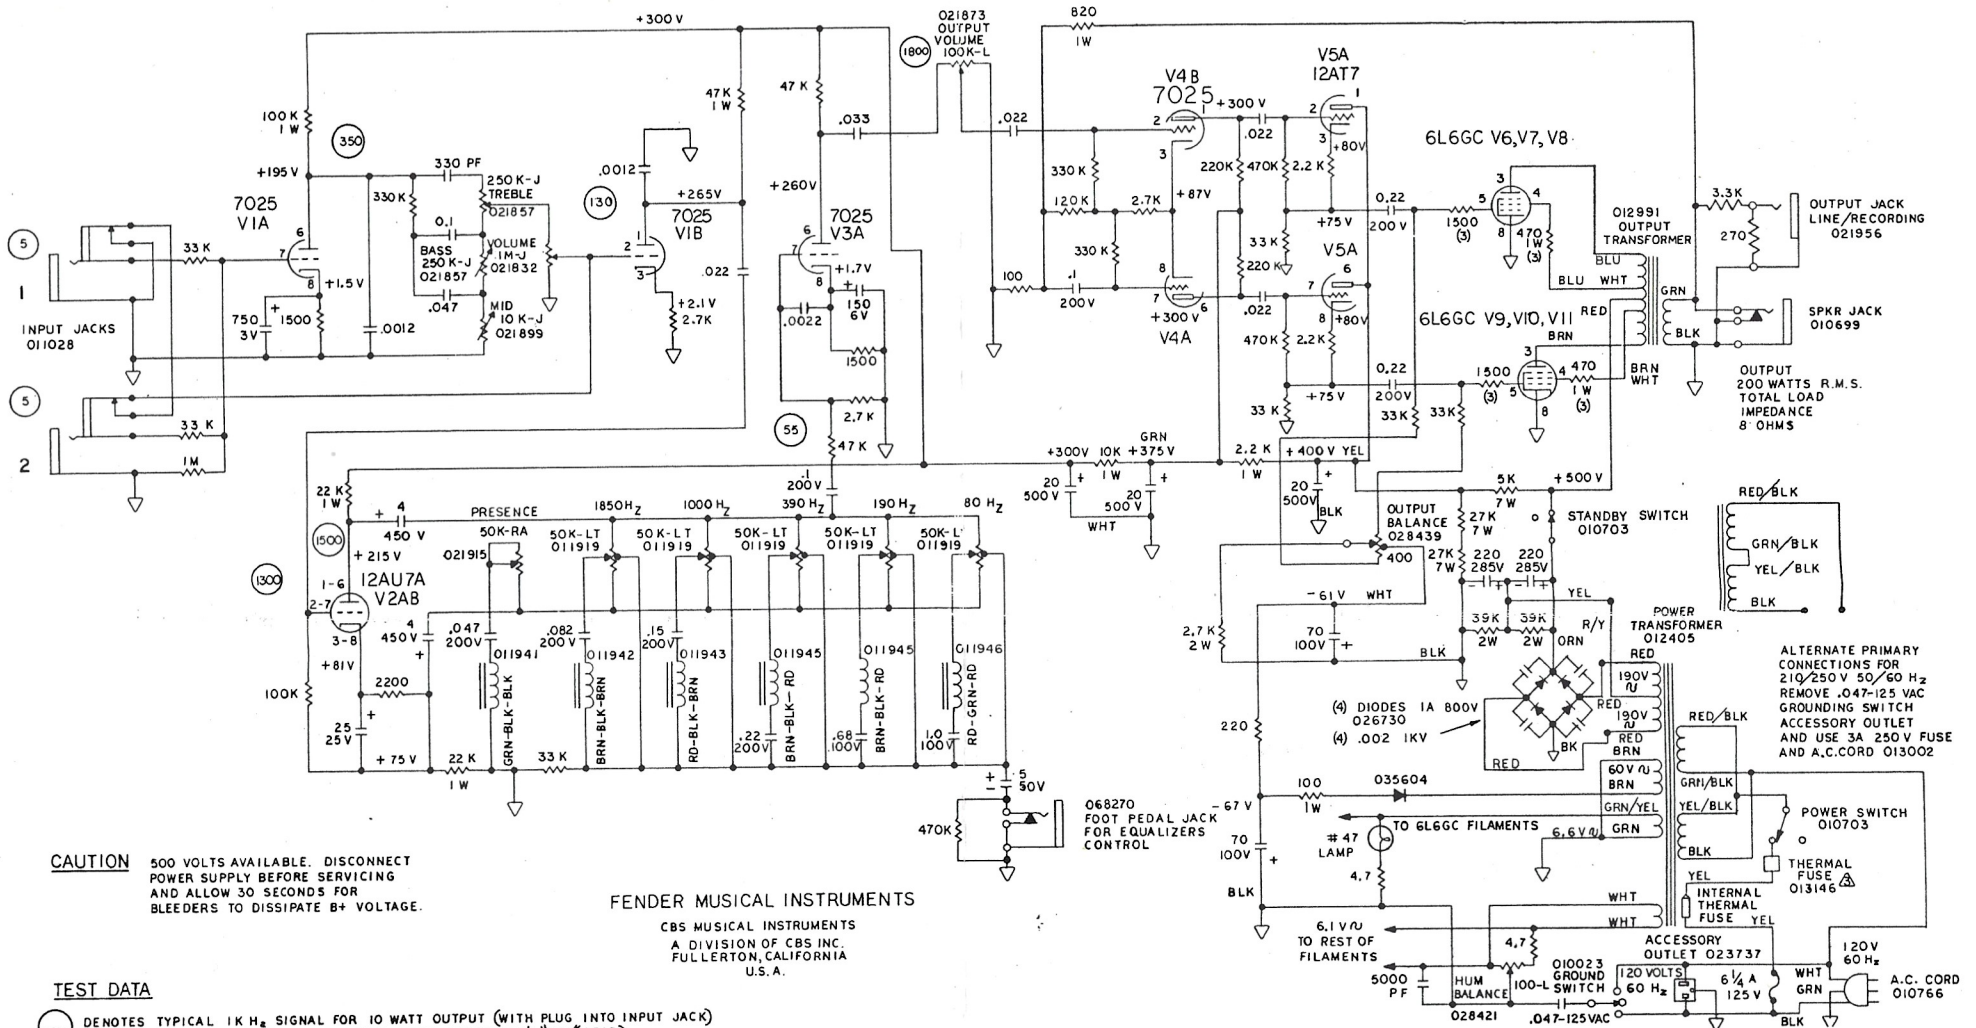 +300V
021873
OUTPUT
VOLUME
100K-L
1800
820
1W
V5A
12AT7
V4B
7025
47K
1W
47 K
100K
1W
350
+195V
330 PF
250K-J
TREBLE
021857
330K
.0012
130
+265V
+260V
.033
.022
330K
+300V
.022
+80V
220K
470K
2.2 K
6L6GC V6,V7,V8
7025
V1A
0.1
BASS
250K-J
021857
VOLUME
.1M-J
021832
.047
MID
10K-J
021899
7025
V1B
7025
V3A
120K
2.7K
+87V
330K
+75V
0.22
200V
1500
(3)
470
1W
(3)
012991
OUTPUT
TRANSFORMER
3.3K
270
OUTPUT JACK
LINE/RECORDING
021956
5
33 K
1
INPUT JACKS
011028
+1.5V
750
3V
1500
.0012
+2.1V
2.7K
.022
+1.7V
150
6V
.0022
1500
2.7 K
100
.1
200V
33 K
220 K
V5A
BLU
BLU WHT
RED
GRN
BLK
SPKR JACK
010699
+300V
V4A
.022
+80V
470K
2.2K
6L6GC V9,V10,V11
BRN
BRN
WHT
0.22
200V
1500
(3)
470
1W
(3)
+75V
33 K
33K
33K
OUTPUT
200 WATTS R.M.S.
TOTAL LOAD
IMPEDANCE
8 OHMS
5
33 K
1M
2
55
47K
.1
200V
22 K
1W
4
450 V
+300V
10K
1W
GRN
+375V
2.2 K
1W
+400V YEL
20
500V
20
500V
WHT
20
500V
BLK
5K
7W
+500V
STANDBY SWITCH
010703
RED/BLK
GRN/BLK
YEL/BLK
BLK
1500
1300
+215V
12AU7A
V2AB
PRESENCE
50K-RA
021915
1850HZ
50K-LT
011919
1000HZ
50K-LT
011919
390HZ
50K-LT
011919
190HZ
50K-LT
011919
80 HZ
50K-L
011919
OUTPUT
BALANCE
028439
400
27K
7W
27K
7W
220
285V
220
285V
-61V
WHT
39K
2W
39K
2W
YEL
R/Y
ORN
POWER
TRANSFORMER
012405
+81V
4
450V
2200
100K
25
25V
+75V
22 K
1W
33K
.047
200V
011941
GRN-BLK-BLK
.082
200V
011942
BRN-BLK-BRN
.15
200V
011943
RD-BLK-BRN
.22
200V
011945
BRN-BLK-RD
.68
100V
011945
BRN-BLK-RD
1.0
100V
011946
RD-GRN-RD
2.7K
2W
70
100V
BLK
220
(4) DIODES 1A 800V
026730
(4) .002 1KV
RED
190V
RED
190V
RED
BK
RED
BRN
60V
BRN
GRN/YEL
GRN
6.6V
RED/BLK
GRN/BLK
YEL/BLK
BLK
ALTERNATE PRIMARY
CONNECTIONS FOR
210/250V 50/60 HZ
REMOVE .047-125 VAC
GROUNDING SWITCH
ACCESSORY OUTLET
AND USE 3A 250V FUSE
AND A.C.CORD 013002
5
50V
470K
068270
FOOT PEDAL JACK
FOR EQUALIZERS
CONTROL
-67V
100
1W
035604
TO 6L6GC FILAMENTS
#47
LAMP
4.7
70
100V
BLK
POWER SWITCH
010703
THERMAL
FUSE
013146 3
YEL
INTERNAL
THERMAL
FUSE
YEL
WHT
WHT
6.1V
TO REST OF
FILAMENTS
4.7
5000
PF
HUM
BALANCE
028421
100-L
010023
GROUND
SWITCH
.047-125VAC
ACCESSORY
OUTLET 023737
120 VOLTS
60 HZ
6 1/4 A
125V
120V
60HZ
WHT
GRN
BLK
A.C. CORD
010766
CAUTION 500 VOLTS AVAILABLE. DISCONNECT
POWER SUPPLY BEFORE SERVICING
AND ALLOW 30 SECONDS FOR
BLEEDERS TO DISSIPATE B+ VOLTAGE.
FENDER MUSICAL INSTRUMENTS
CBS MUSICAL INSTRUMENTS
A DIVISION OF CBS INC.
FULLERTON, CALIFORNIA
U.S.A.
TEST DATA
DENOTES TYPICAL 1K HZ SIGNAL FOR 10 WATT OUTPUT (WITH PLUG INTO INPUT JACK)